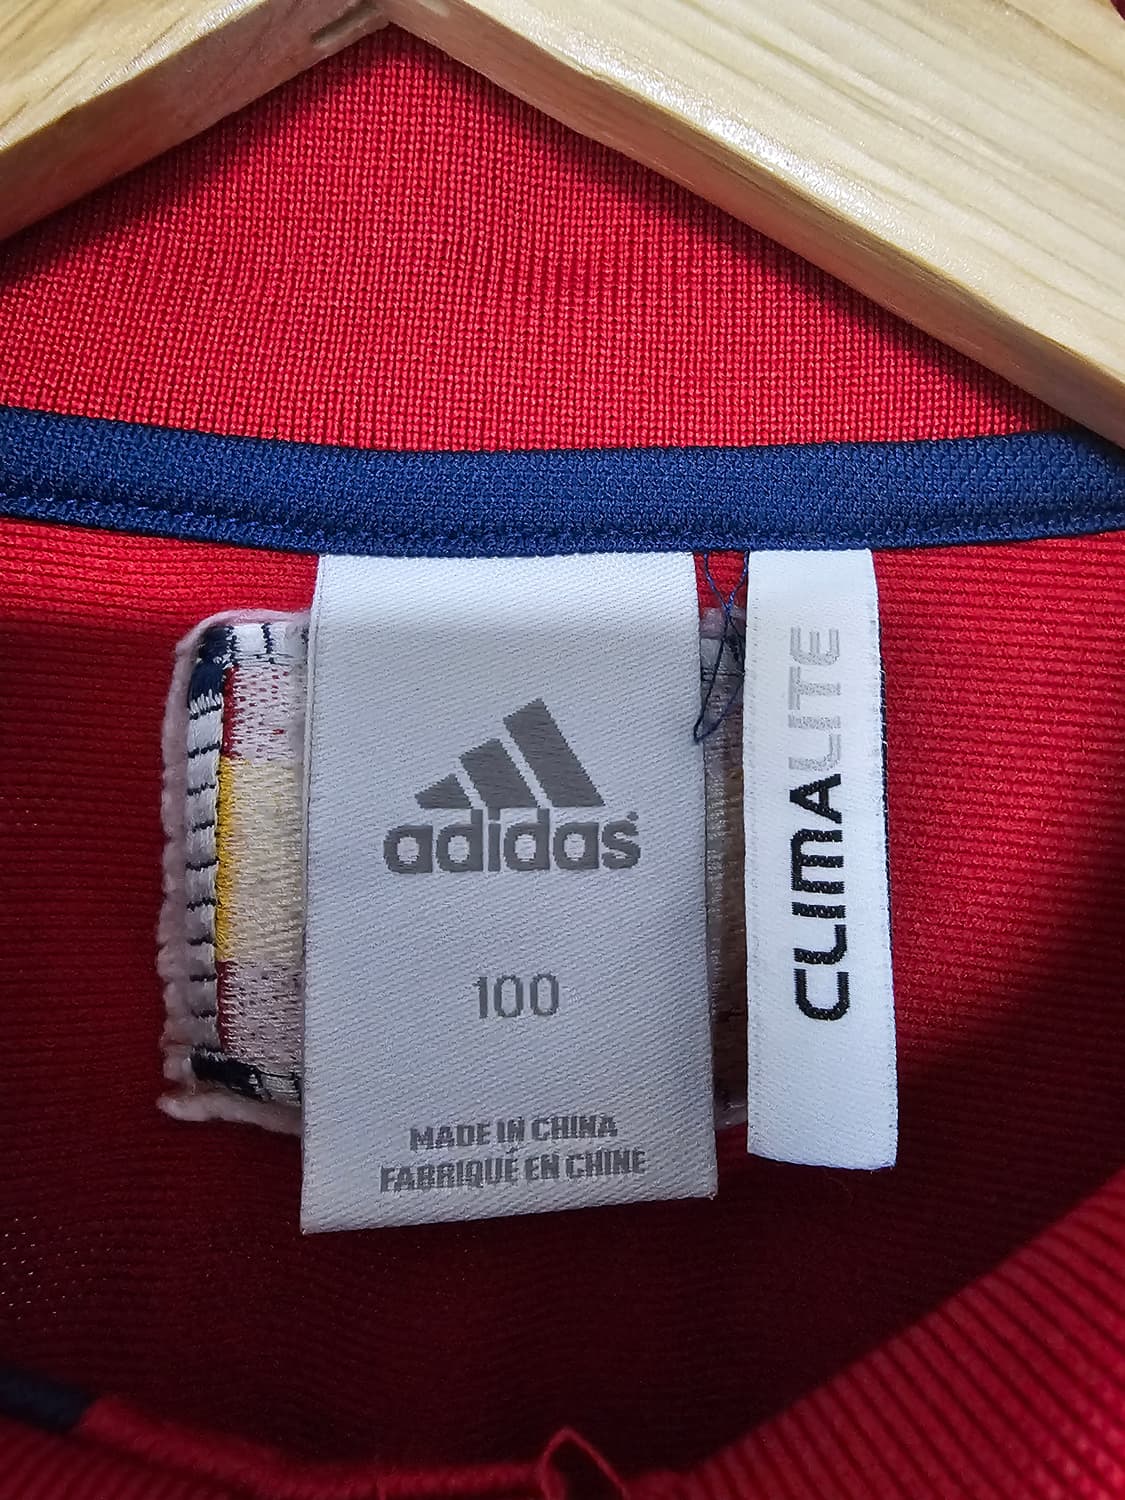 adidas
100
MADE IN CHINA
FABRIQUÉ EN CHINE
CLIMALITE